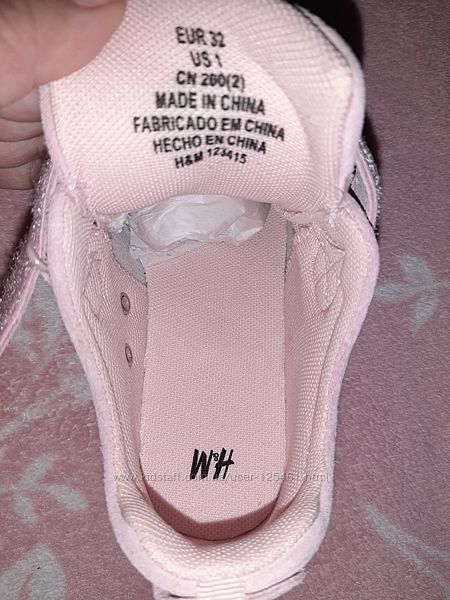 EUR 32
US 1
CN 200(2)
MADE IN CHINA
FABRICADO EM CHINA
HECHO EN CHINA
H&M 123415
H&M